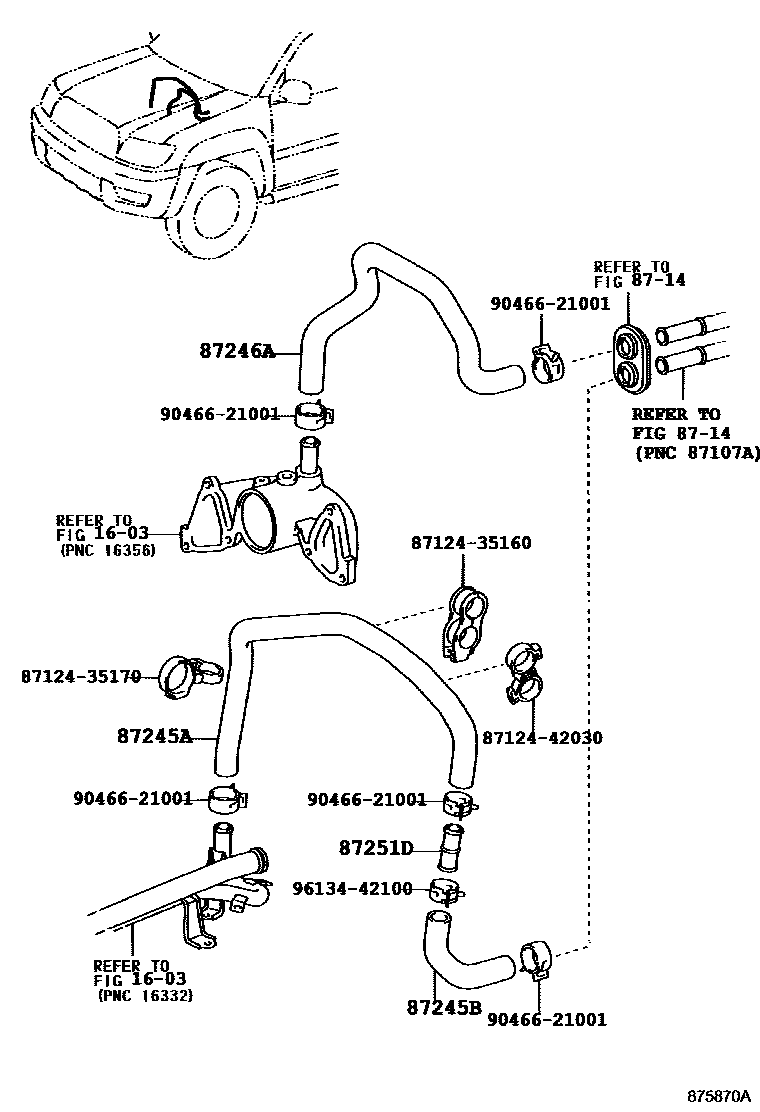 REFER TO
FIG 87-14
90466-21001
87246A
90466-21001
REFER TO
FIG 87-14
(PNC 87107A)
REFER TO
FIG 16-03
(PNC 16356)
87124-35160
87124-35170
87245A
87124-42030
90466-21001
90466-21001
87251D
96134-42100
REFER TO
FIG 16-03
(PNC 16332)
87245B
90466-21001
875870A